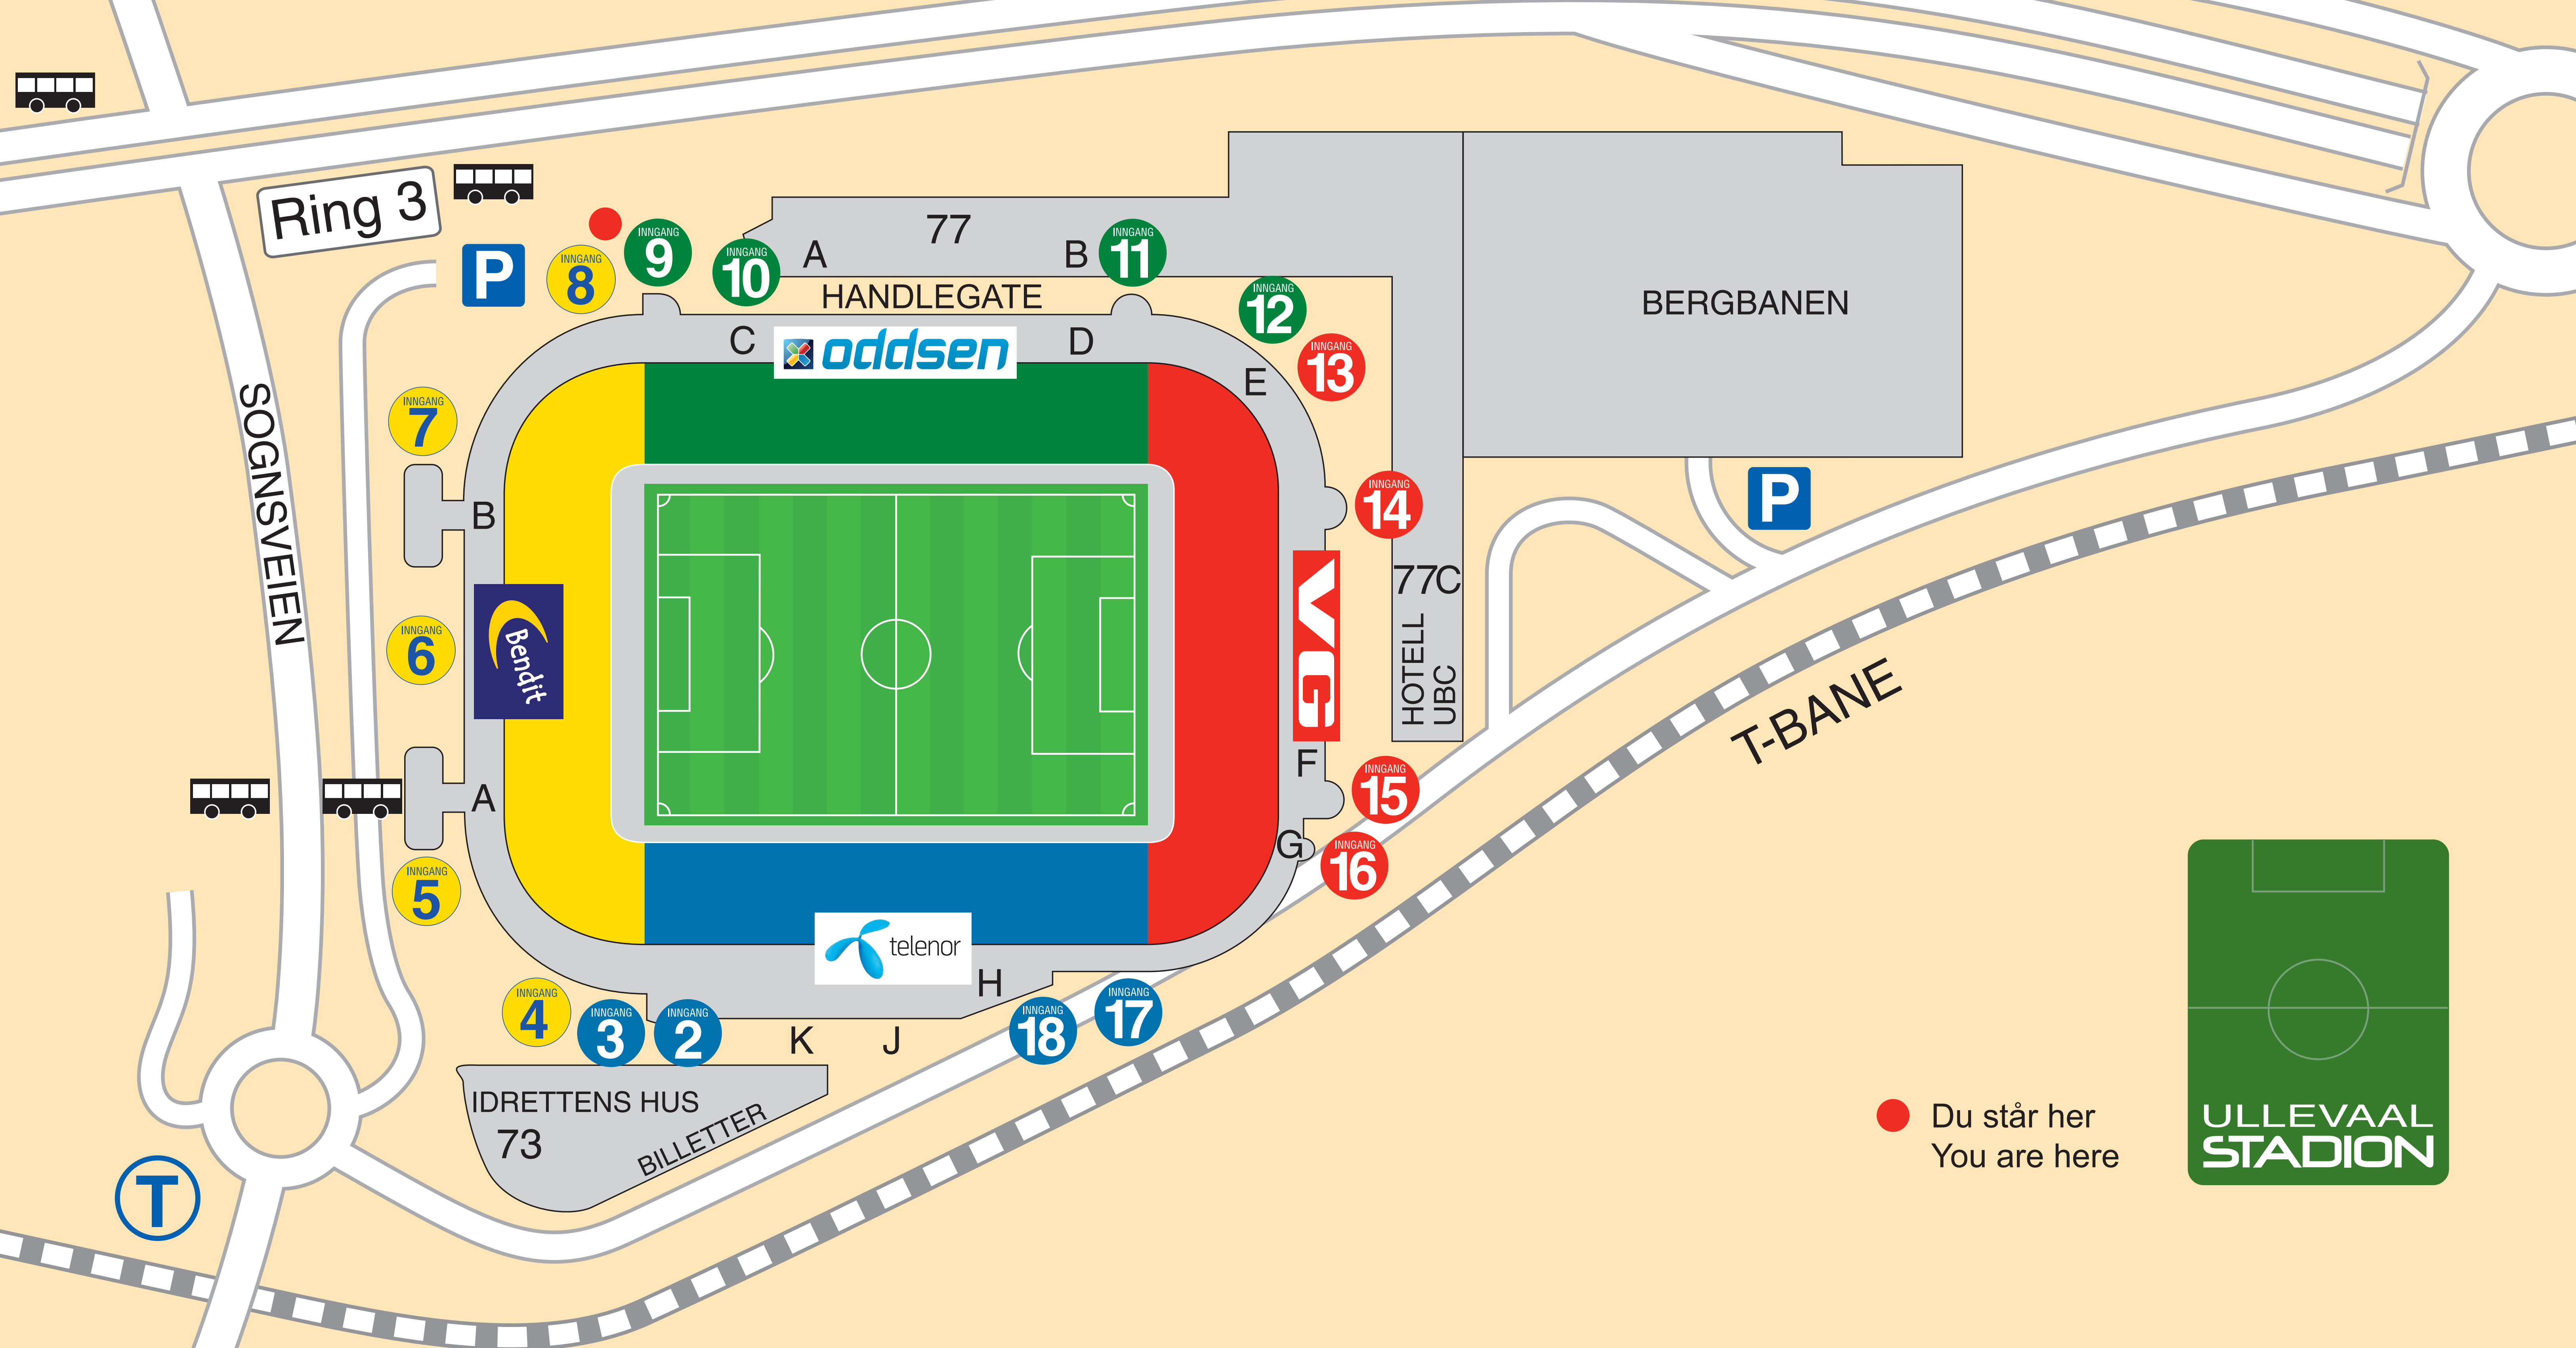 Ring 3
P
INNGANG
8
INNGANG
9
INNGANG
10
A
77
B
INNGANG
11
HANDLEGATE
INNGANG
12
BERGBANEN
C
oddsen
D
E
INNGANG
13
SOGNSVEIEN
INNGANG
7
B
INNGANG
14
P
INNGANG
6
Bendit
VG
77C
HOTELL
UBC
T-BANE
A
F
INNGANG
15
G
INNGANG
16
INNGANG
5
telenor
H
INNGANG
4
INNGANG
3
INNGANG
2
K
J
INNGANG
18
INNGANG
17
IDRETTENS HUS
73
BILLETTER
T
Du står her
You are here
ULLEVAAL
STADION